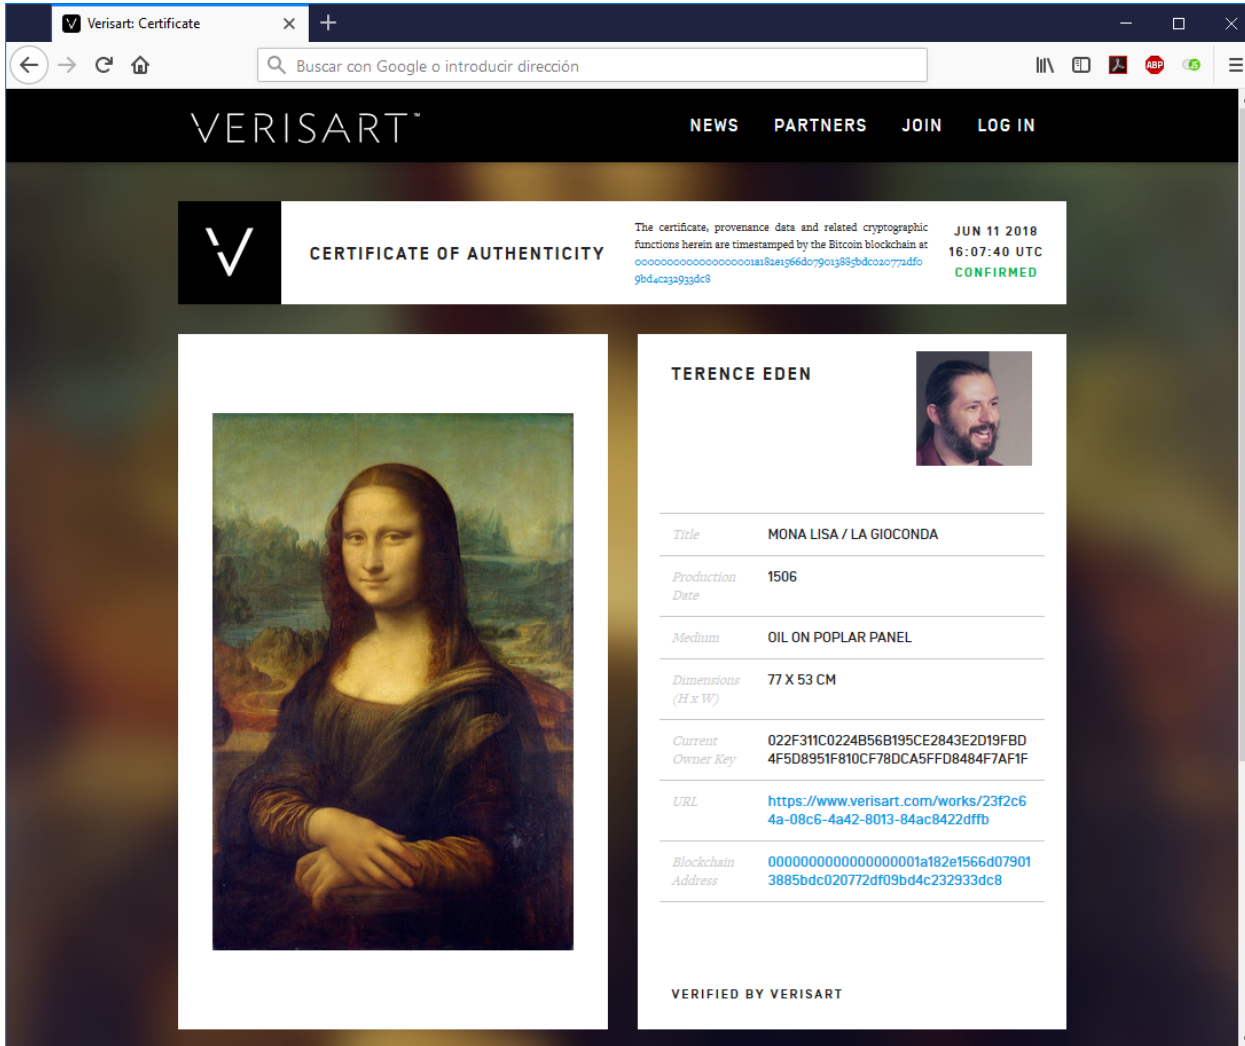 Verisart: Certificate
Buscar con Google o introducir dirección
ABP
VERISART™
NEWS PARTNERS JOIN LOG IN
CERTIFICATE OF AUTHENTICITY
The certificate, provenance data and related cryptographic
functions herein are timestamped by the Bitcoin blockchain at
0000000000000000001a182e1566d079013885bdc020772df0
9bd4c232933dc8
JUN 11 2018
16:07:40 UTC
CONFIRMED
TERENCE EDEN
Title MONA LISA / LA GIOCONDA
Production 1506
Date
Medium OIL ON POPLAR PANEL
Dimensions 77 X 53 CM
(H x W)
Current 022F311C0224B56B195CE2843E2D19FBD
Owner Key 4F5D8951F810CF78DCA5FFD8484F7AF1F
URL https://www.verisart.com/works/23f2c6
4a-08c6-4a42-8013-84ac8422dffb
Blockchain 0000000000000000001a182e1566d07901
Address 3885bdc020772df09bd4c232933dc8
VERIFIED BY VERISART